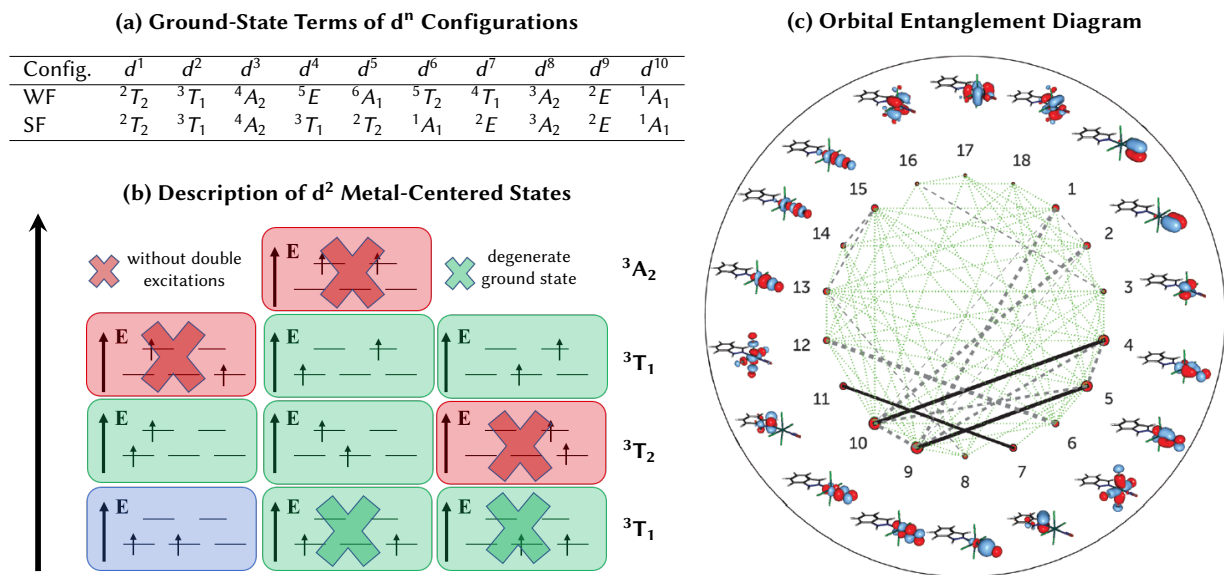 (a) Ground-State Terms of dⁿ Configurations
Config. d¹ d² d³ d⁴ d⁵ d⁶ d⁷ d⁸ d⁹ d¹⁰
WF ²T₂ ³T₁ ⁴A₂ ⁵E ⁶A₁ ⁵T₂ ⁴T₁ ³A₂ ²E ¹A₁
SF ²T₂ ³T₁ ⁴A₂ ³T₁ ²T₂ ¹A₁ ²E ³A₂ ²E ¹A₁
(b) Description of d² Metal-Centered States
without double
excitations
E
degenerate
ground state
³A₂
E
E
E
³T₁
E
E
E
³T₂
E
E
E
³T₁
(c) Orbital Entanglement Diagram
1
2
3
4
5
6
7
8
9
10
11
12
13
14
15
16
17
18